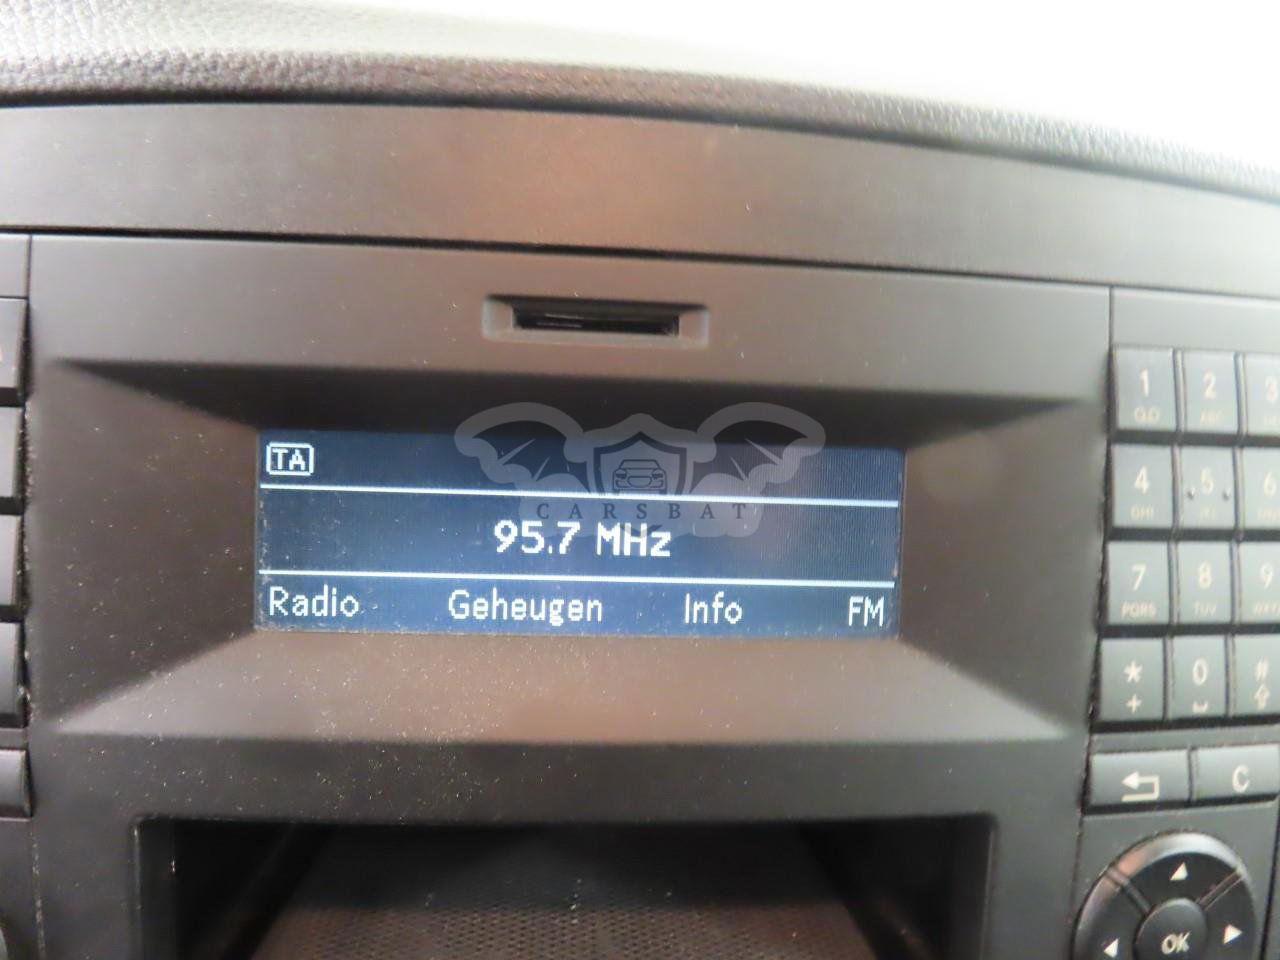 TA
CARSBAT
95.7 MHz
Radio Geheugen Info FM
1 2 3
ABC
4 5 6
GHI JKL
7 8 9
PQRS TUV
* 0 #
+
C
OK